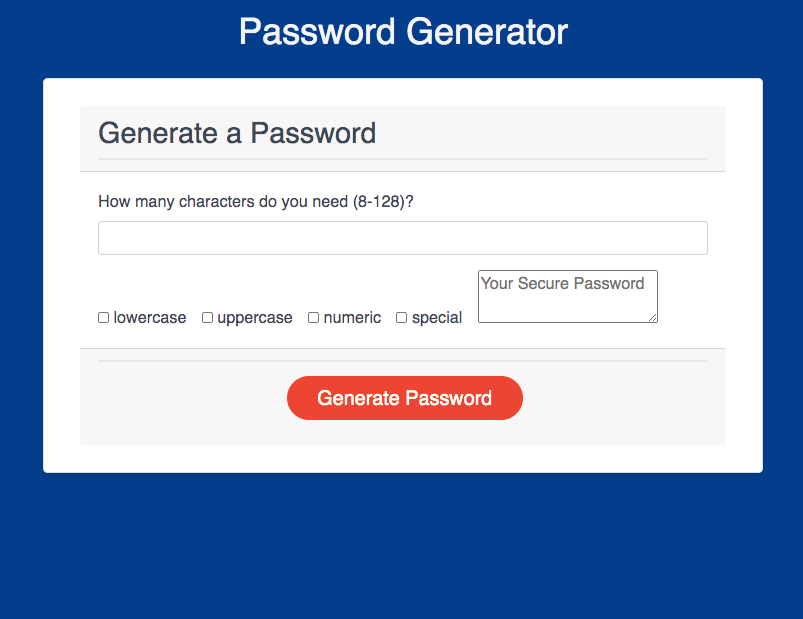 Password Generator
Generate a Password
How many characters do you need (8-128)?
Your Secure Password
lowercase uppercase numeric special
Generate Password